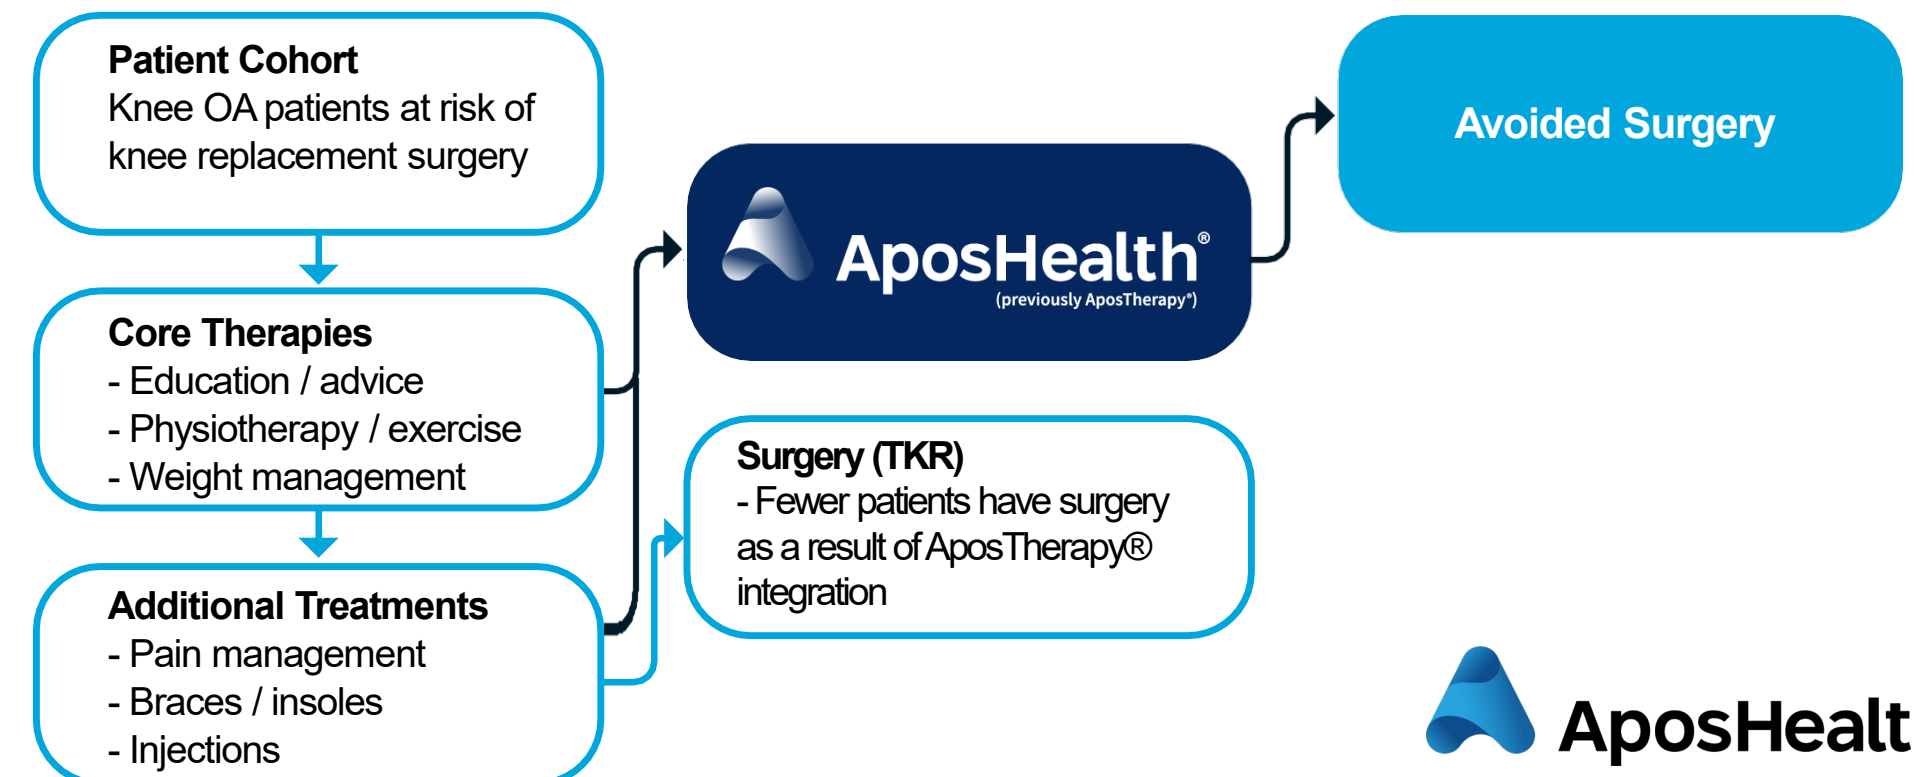 Patient Cohort
Knee OA patients at risk of
knee replacement surgery
Core Therapies
- Education / advice
- Physiotherapy / exercise
- Weight management
Additional Treatments
- Pain management
- Braces / insoles
- Injections
AposHealth®
(previously AposTherapy®)
Surgery (TKR)
- Fewer patients have surgery
as a result of AposTherapy®
integration
Avoided Surgery
AposHealt